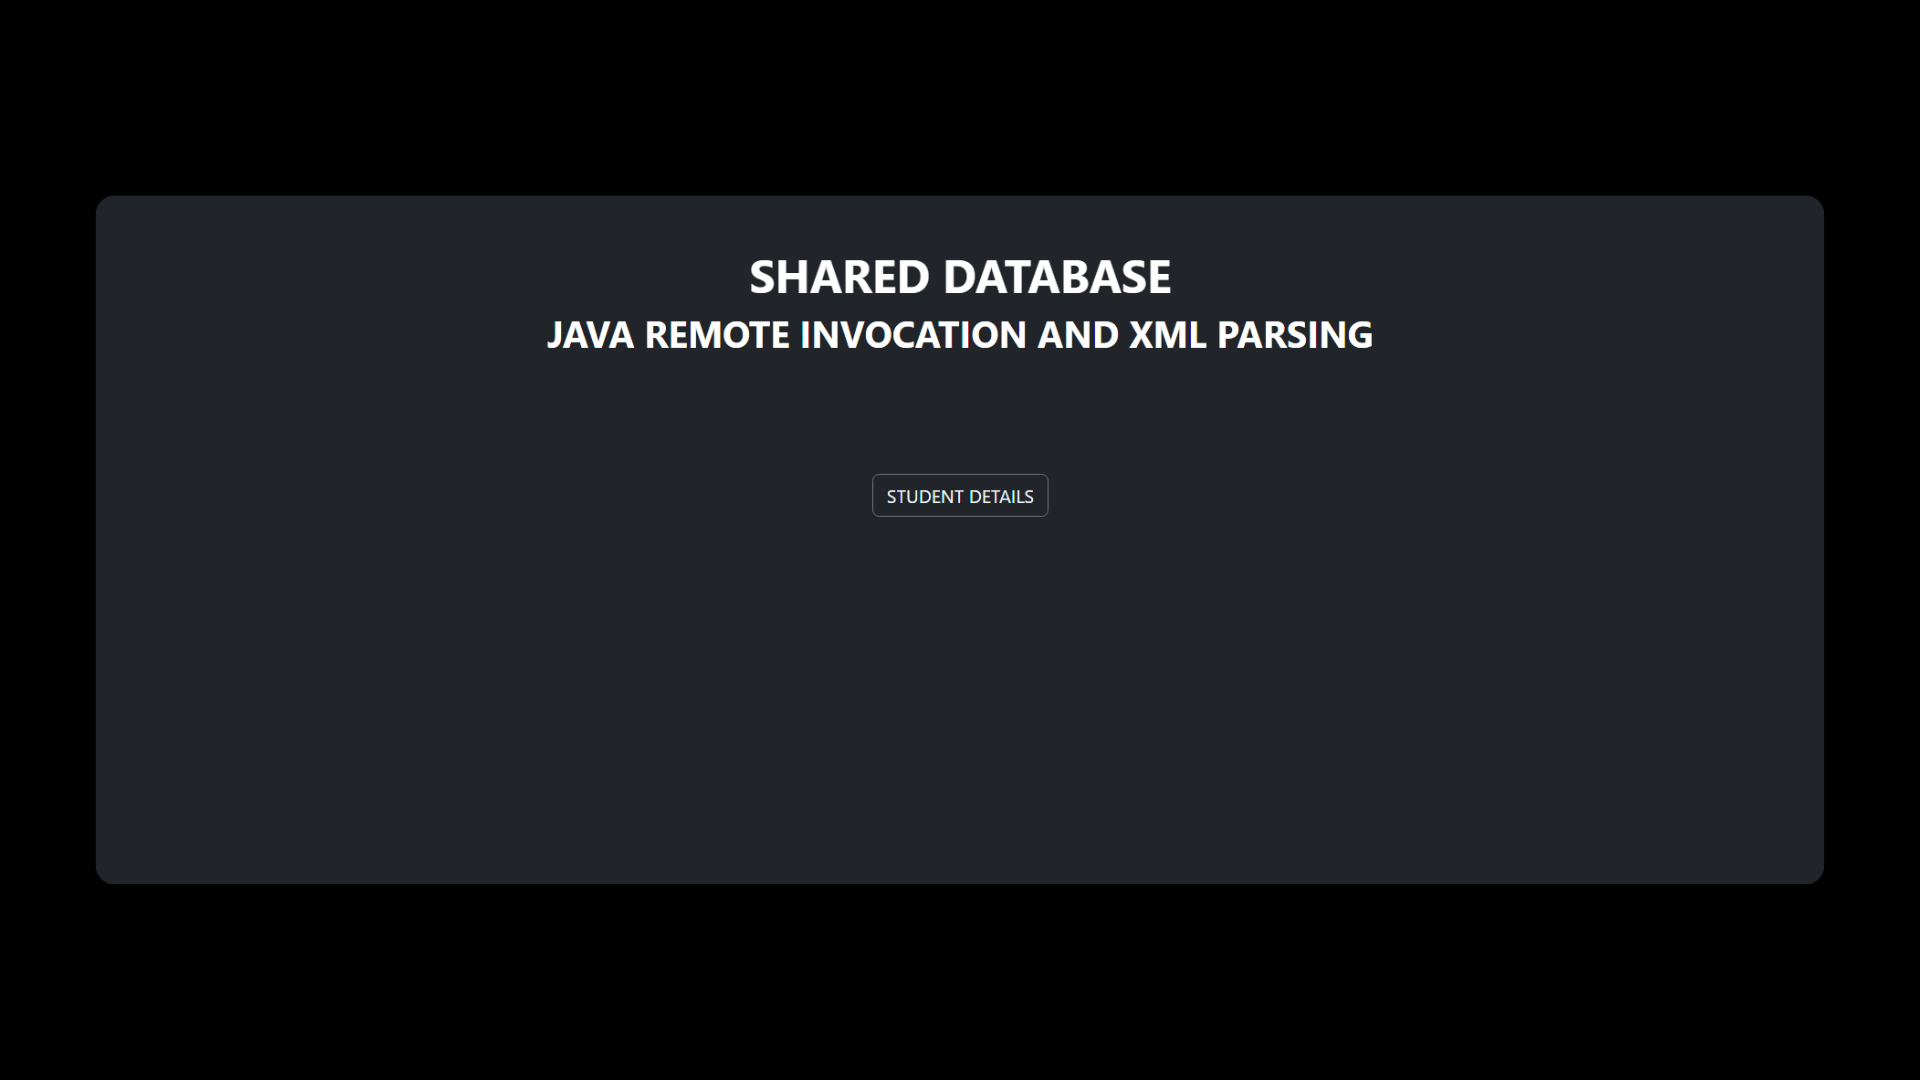 SHARED DATABASE
JAVA REMOTE INVOCATION AND XML PARSING
STUDENT DETAILS